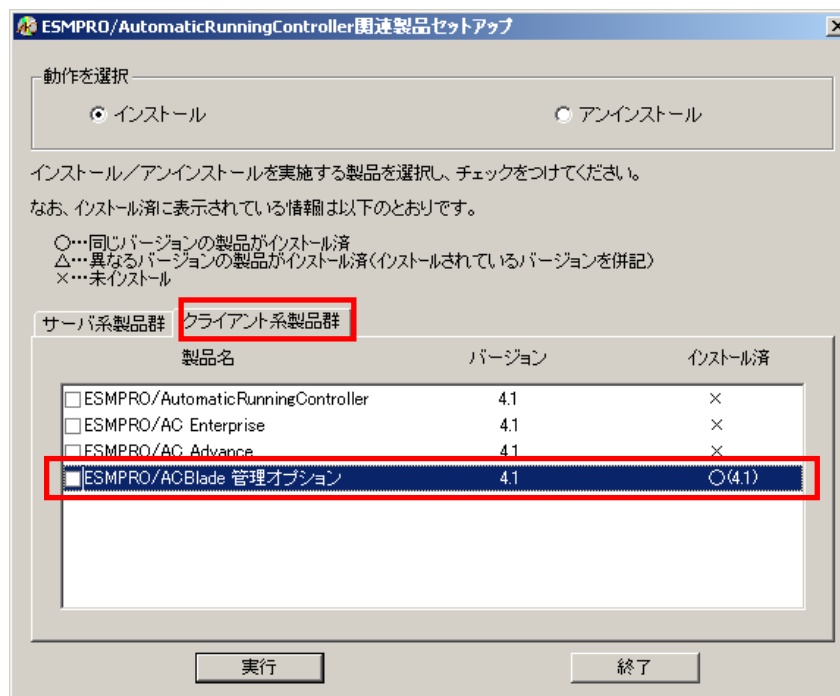 ESMPRO/AutomaticRunningController関連製品セットアップ
動作を選択
インストール アンインストール
インストール／アンインストールを実施する製品を選択し、チェックをつけてください。
なお、インストール済に表示されている情報は以下のとおりです。
○…同じバージョンの製品がインストール済
△…異なるバージョンの製品がインストール済(インストールされているバージョンを併記)
×…未インストール
サーバ系製品群 クライアント系製品群
製品名 バージョン インストール済
ESMPRO/AutomaticRunningController 4.1 ×
ESMPRO/AC Enterprise 4.1 ×
ESMPRO/AC Advance 4.1 ×
ESMPRO/ACBlade 管理オプション 4.1 ○(4.1)
実行 終了